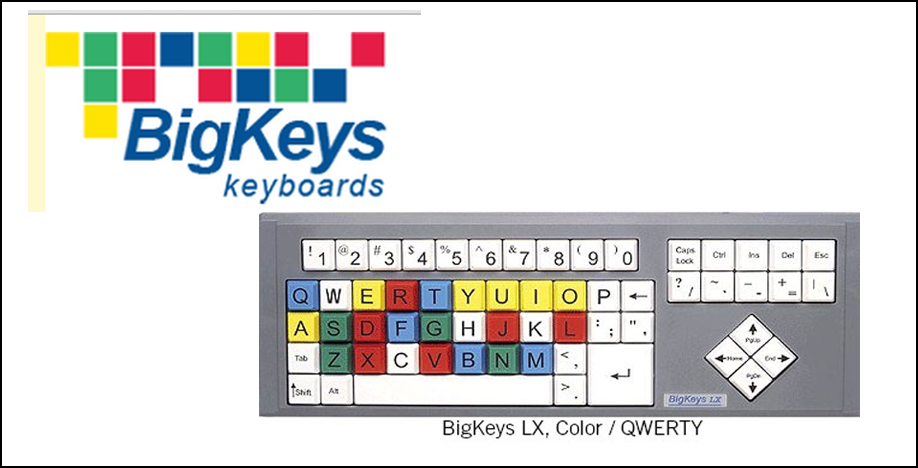 BigKeys
keyboards
! 1 @ 2 # 3 $ 4 % 5 ^ 6 & 7 * 8 ( 9 ) 0
Caps Lock Ctrl Ins Del Esc
? / ~ ` - _ + = | \
Q W E R T Y U I O P ←
A S D F G H J K L : ; " ,
Tab Z X C V B N M < ,
↑Shift Alt > .
PgUp
Home End
PgDn
BigKeys LX
BigKeys LX, Color / QWERTY